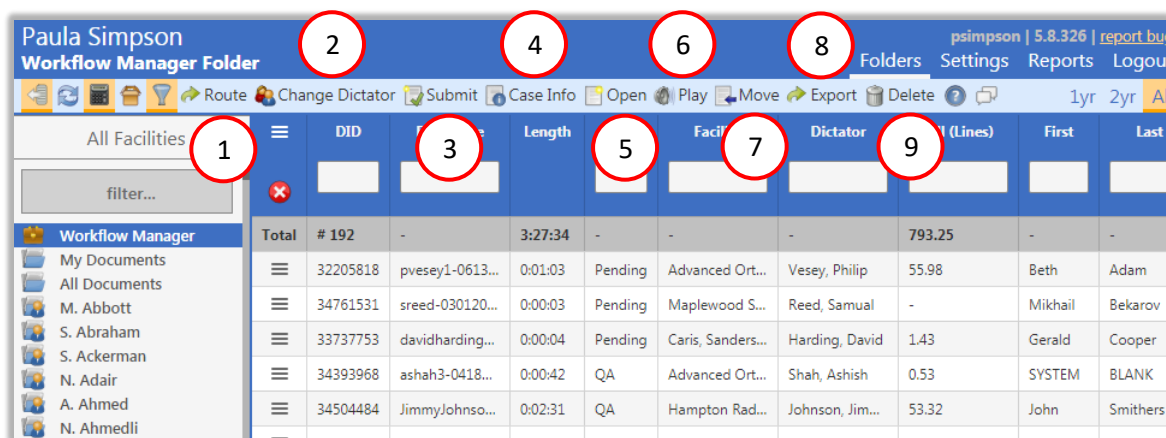 Paula Simpson
psimpson | 5.8.326 | report bu
Workflow Manager Folder
Folders Settings Reports Logou
2 4 6 8
Route Change Dictator Submit Case Info Open Play Move Export Delete ? 1yr 2yr
All Facilities
DID Length Dictator (Lines) First Last
1 3 5 7 9
filter...
Workflow Manager
Total # 192 - 3:27:34 - - - 793.25 - -
My Documents
32205818 pvesey1-0613... 0:01:03 Pending Advanced Ort... Vesey, Philip 55.98 Beth Adam
All Documents
M. Abbott
34761531 sreed-030120... 0:00:03 Pending Maplewood S... Reed, Samual - Mikhail Bekarov
S. Abraham
33737753 davidharding... 0:00:04 Pending Caris, Sanders... Harding, David 1.43 Gerald Cooper
S. Ackerman
N. Adair
34393968 ashah3-0418... 0:00:42 QA Advanced Ort... Shah, Ashish 0.53 SYSTEM BLANK
A. Ahmed
34504484 JimmyJohnso... 0:02:31 QA Hampton Rad... Johnson, Jim... 53.32 John Smithers
N. Ahmedli